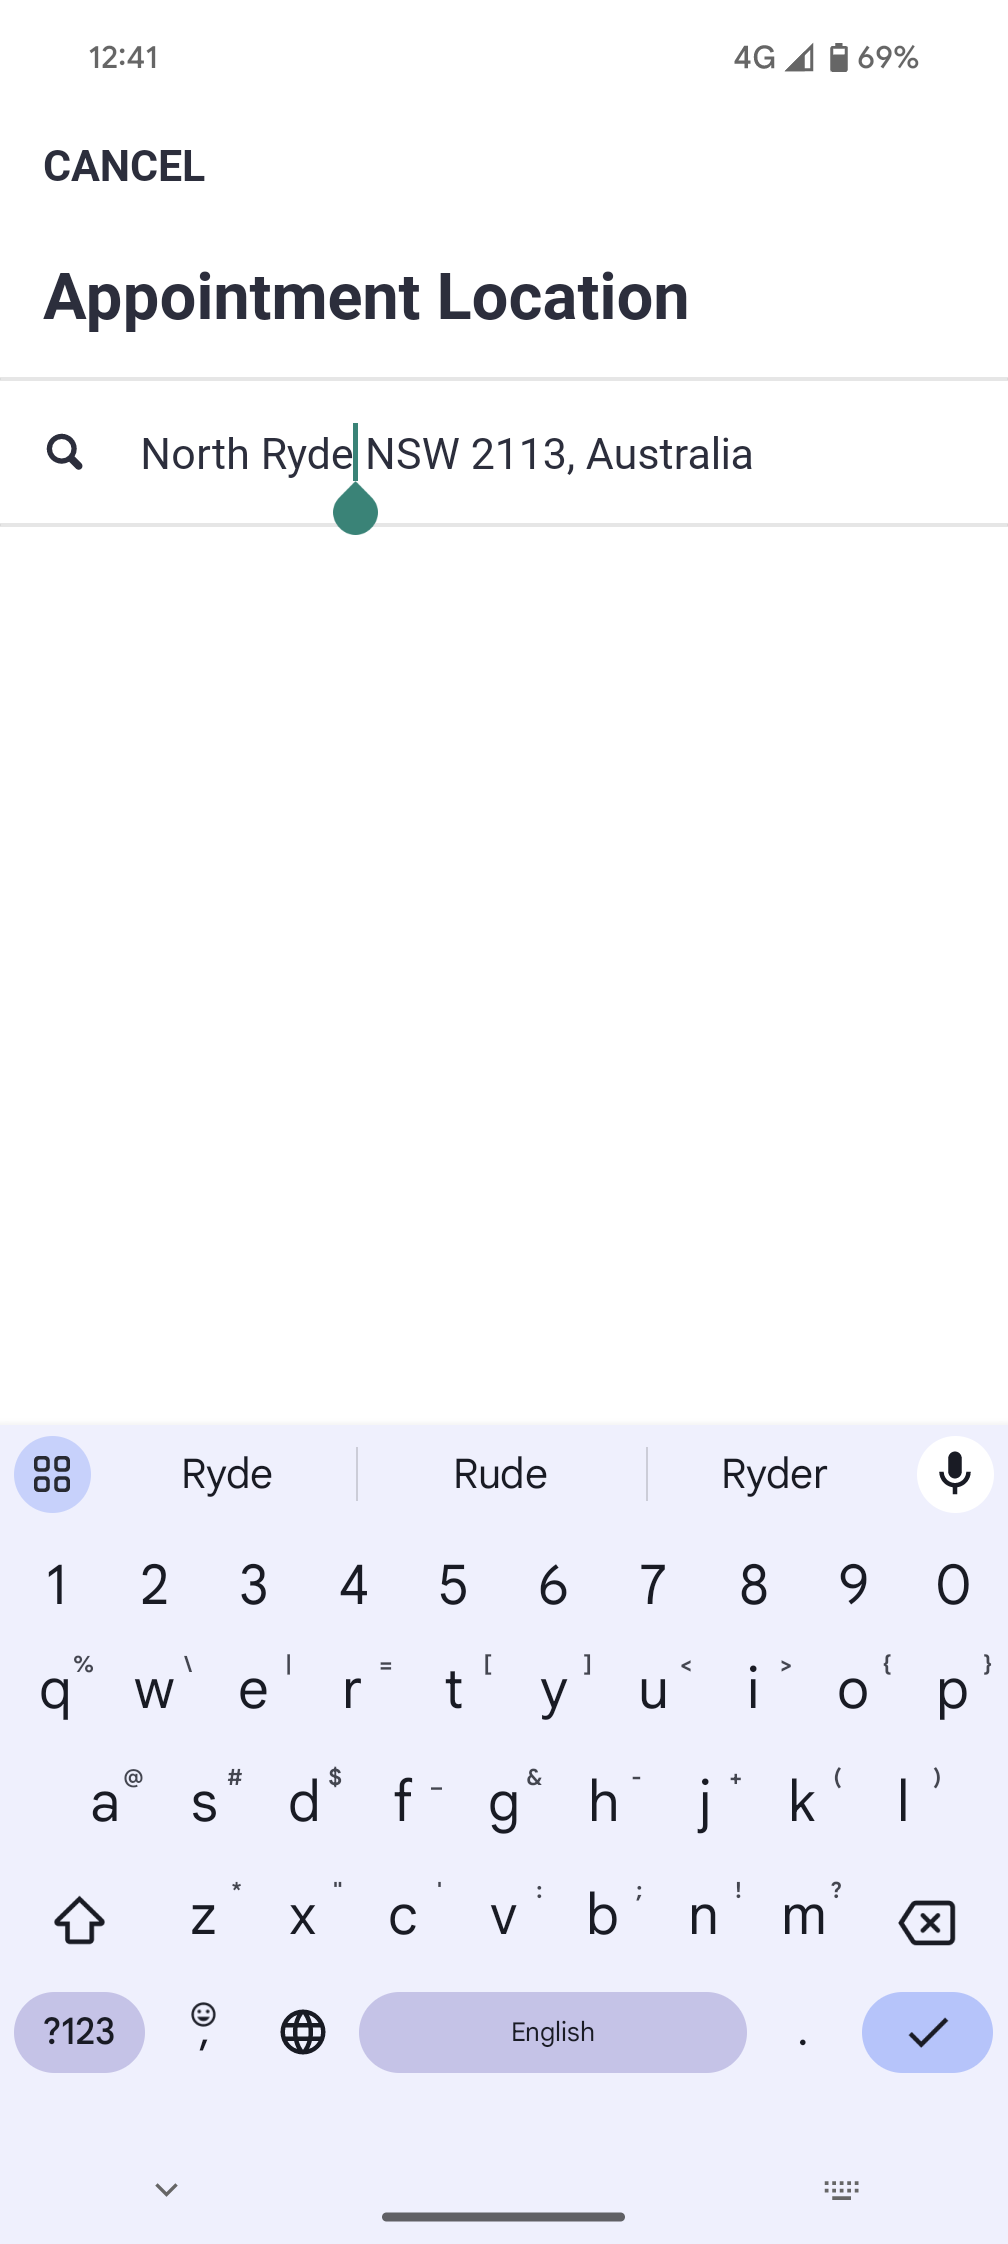 12:41 4G 69%
CANCEL
Appointment Location
North Ryde NSW 2113, Australia
Ryde Rude Ryder
1 2 3 4 5 6 7 8 9 0
% \ | = [ ] < > { }
q w e r t y u i o p
@ # $ _ & - + ( )
a s d f g h j k l
* " ' : ; ! ?
z x c v b n m
?123 , English .